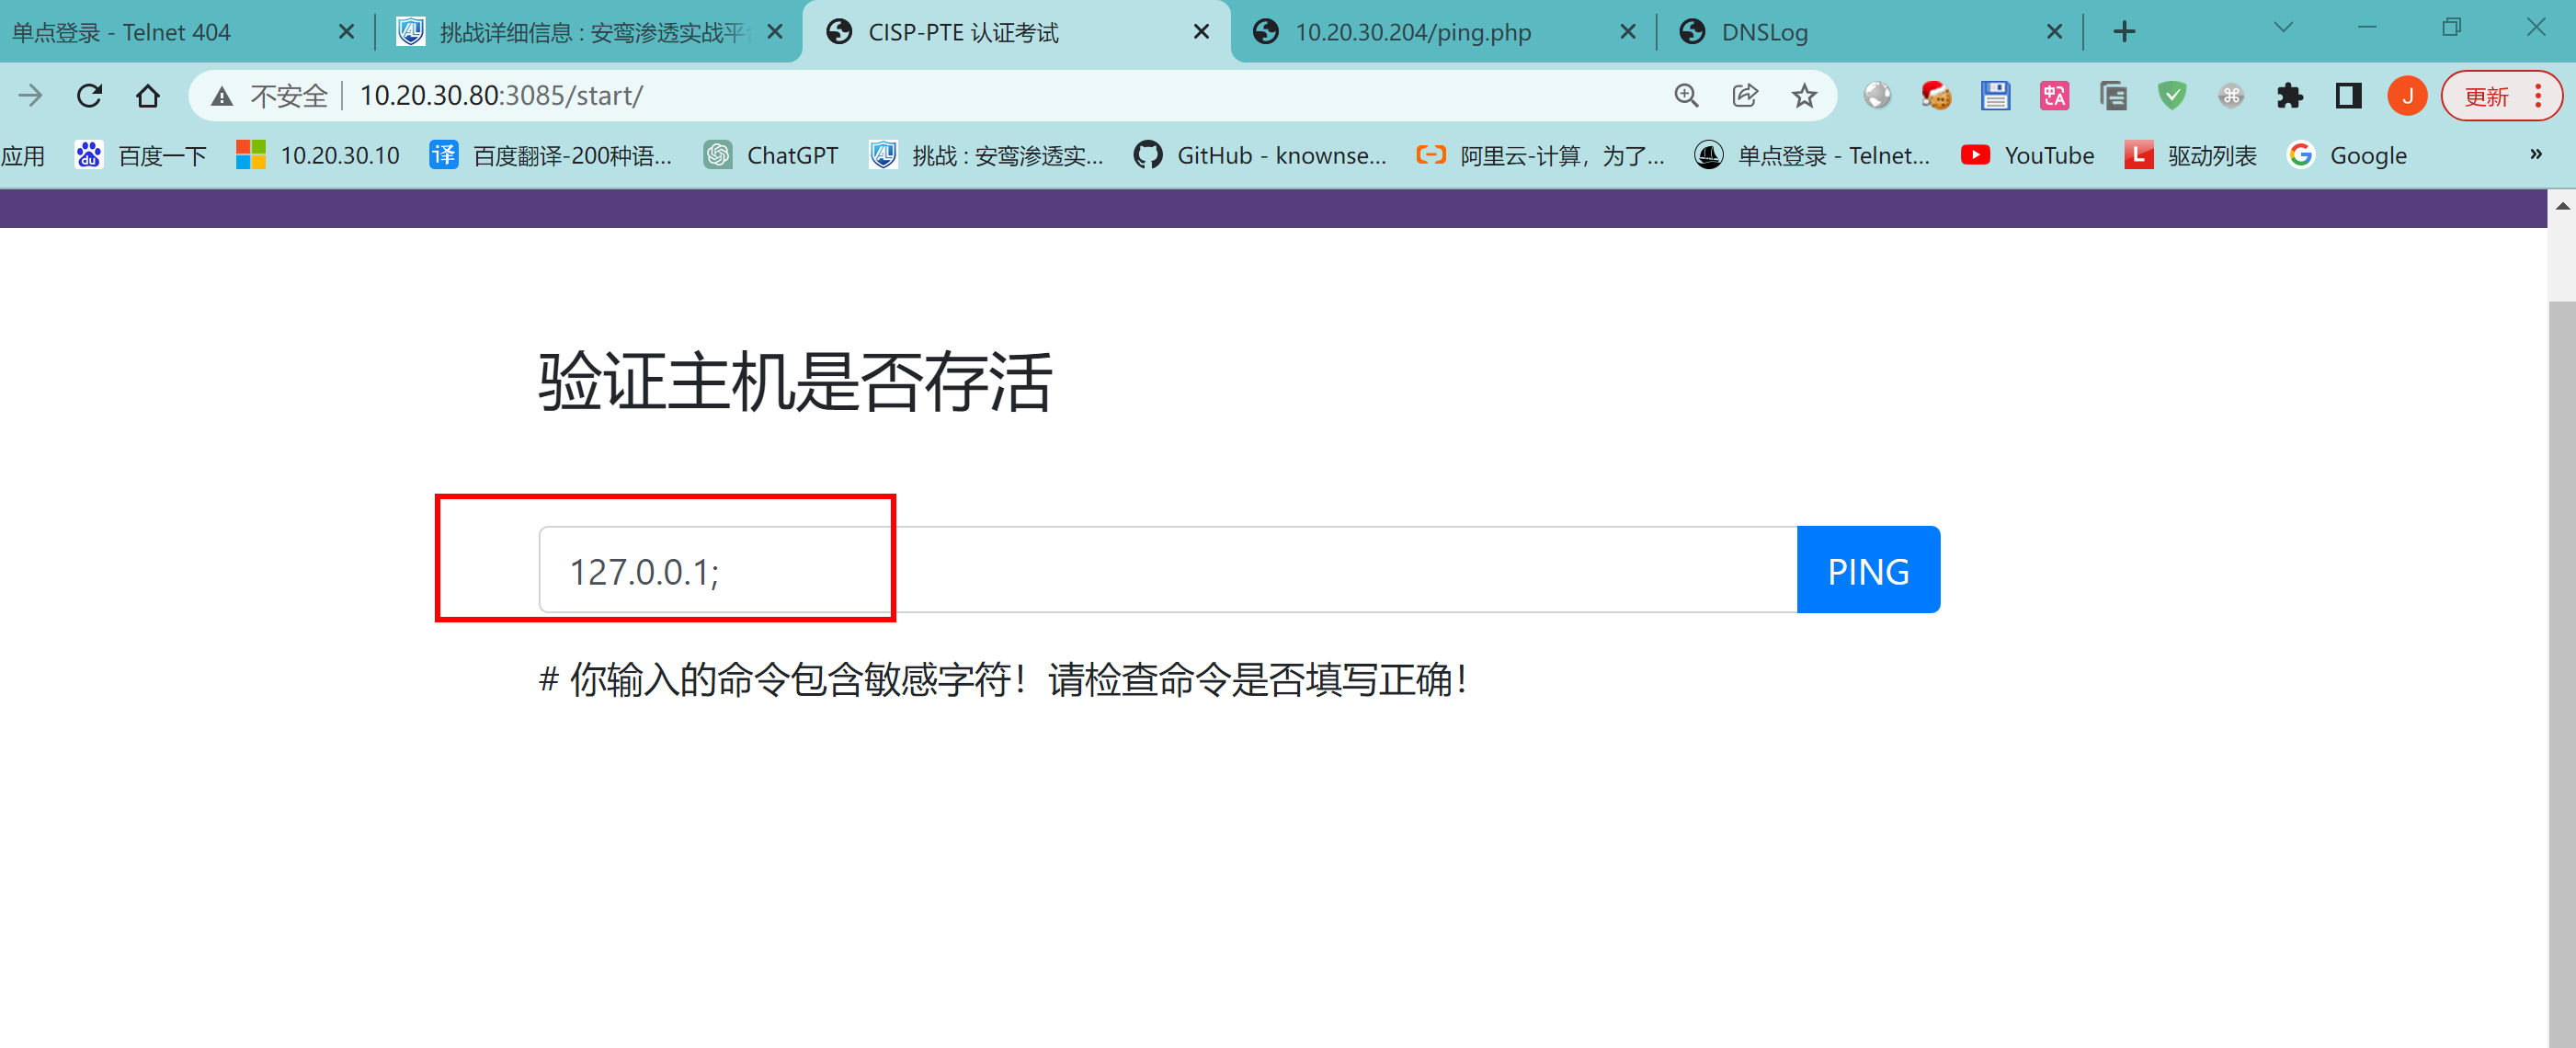 单点登录 - Telnet 404
挑战详细信息 : 安鸾渗透实战平
CISP-PTE 认证考试
10.20.30.204/ping.php
DNSLog
不安全
10.20.30.80:3085/start/
J
更新
应用
百度一下
10.20.30.10
译
百度翻译-200种语...
ChatGPT
挑战 : 安鸾渗透实...
GitHub - knownse...
阿里云-计算，为了...
单点登录 - Telnet...
YouTube
L
驱动列表
Google
»
验证主机是否存活
127.0.0.1;
PING
# 你输入的命令包含敏感字符！请检查命令是否填写正确！